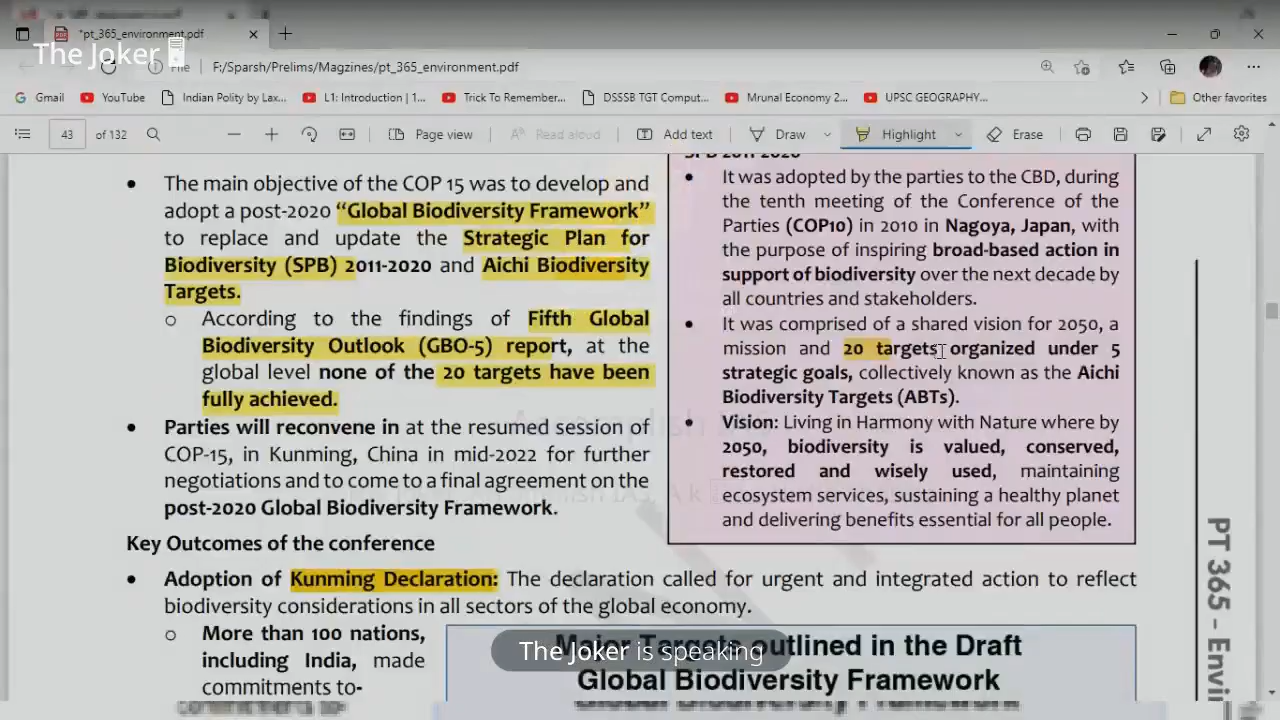 *pt_365_environment.pdf
The Joker
File
F:/Sparsh/Prelims/Magzines/pt_365_environment.pdf
Gmail
YouTube
Indian Polity by Lax...
L1: Introduction | 1...
Trick To Remember...
DSSSB TGT Comput...
Mrunal Economy 2...
UPSC GEOGRAPHY...
Other favorites
43 of 132
Page view
Read aloud
Add text
Draw
Highlight
Erase
The main objective of the COP 15 was to develop and
adopt a post-2020 “Global Biodiversity Framework”
to replace and update the Strategic Plan for
Biodiversity (SPB) 2011-2020 and Aichi Biodiversity
Targets.
According to the findings of Fifth Global
Biodiversity Outlook (GBO-5) report, at the
global level none of the 20 targets have been
fully achieved.
Parties will reconvene in at the resumed session of
COP-15, in Kunming, China in mid-2022 for further
negotiations and to come to a final agreement on the
post-2020 Global Biodiversity Framework.
SPB 2011-2020
It was adopted by the parties to the CBD, during
the tenth meeting of the Conference of the
Parties (COP10) in 2010 in Nagoya, Japan, with
the purpose of inspiring broad-based action in
support of biodiversity over the next decade by
all countries and stakeholders.
It was comprised of a shared vision for 2050, a
mission and 20 targets organized under 5
strategic goals, collectively known as the Aichi
Biodiversity Targets (ABTs).
Vision: Living in Harmony with Nature where by
2050, biodiversity is valued, conserved,
restored and wisely used, maintaining
ecosystem services, sustaining a healthy planet
and delivering benefits essential for all people.
Key Outcomes of the conference
Adoption of Kunming Declaration: The declaration called for urgent and integrated action to reflect
biodiversity considerations in all sectors of the global economy.
More than 100 nations,
including India, made
commitments to-
Major Targets outlined in the Draft
Global Biodiversity Framework
The Joker is speaking
PT 365 - Envir